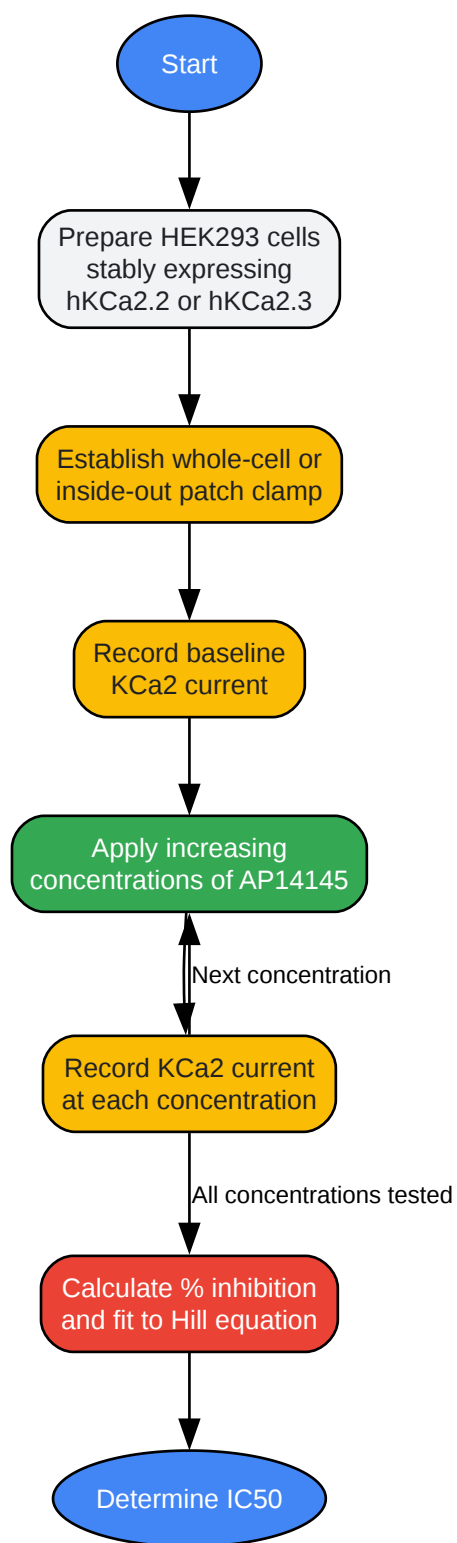 Start
Prepare HEK293 cells
stably expressing
hKCa2.2 or hKCa2.3
Establish whole-cell or
inside-out patch clamp
Record baseline
KCa2 current
Apply increasing
concentrations of AP14145
Next concentration
Record KCa2 current
at each concentration
All concentrations tested
Calculate % inhibition
and fit to Hill equation
Determine IC50